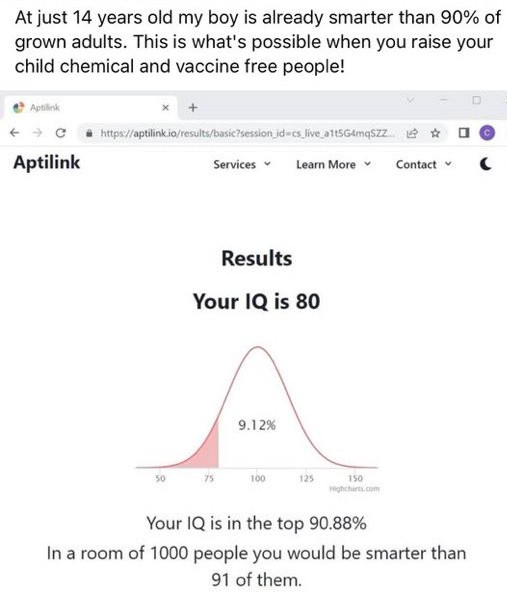 At just 14 years old my boy is already smarter than 90% of
grown adults. This is what's possible when you raise your
child chemical and vaccine free people!
Aptilink
https://aptilink.io/results/basic?session_id=cs_live_a1t5G4mqSZZ...
C
Aptilink
Services
Learn More
Contact
Results
Your IQ is 80
9.12%
50 75 100 125 150
Highcharts.com
Your IQ is in the top 90.88%
In a room of 1000 people you would be smarter than
91 of them.